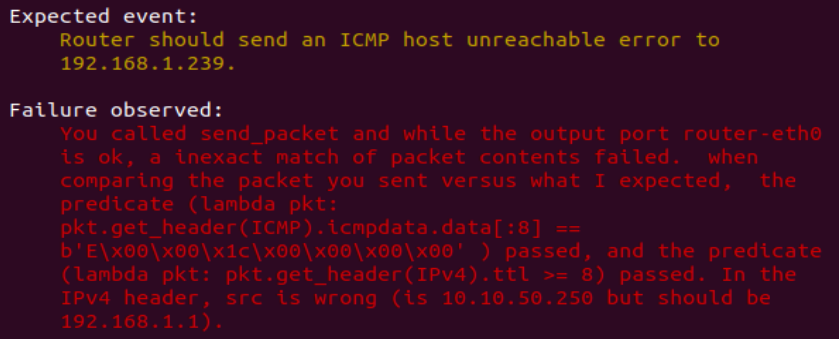 Expected event:
Router should send an ICMP host unreachable error to
192.168.1.239.
Failure observed:
You called send_packet and while the output port router-eth0
is ok, a inexact match of packet contents failed.  when
comparing the packet you sent versus what I expected,  the
predicate (lambda pkt:
pkt.get_header(ICMP).icmpdata.data[:8] ==
b'E\x00\x00\x1c\x00\x00\x00\x00' ) passed, and the predicate
(lambda pkt: pkt.get_header(IPv4).ttl >= 8) passed. In the
IPv4 header, src is wrong (is 10.10.50.250 but should be
192.168.1.1).